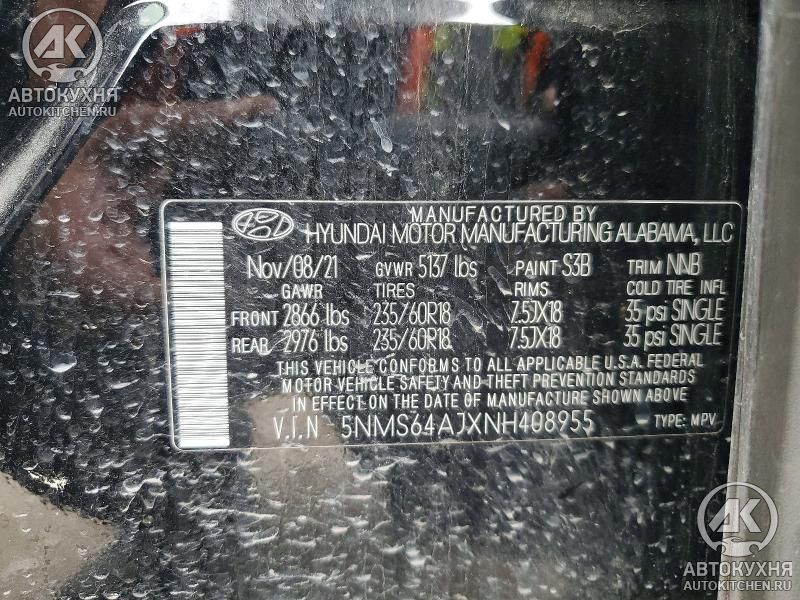 АК
АВТОКУХНЯ
AUTOKITCHEN.RU
MANUFACTURED BY
HYUNDAI MOTOR MANUFACTURING ALABAMA, LLC
Nov/08/21 GVWR 5137 lbs PAINT S3B TRIM NNB
GAWR TIRES RIMS COLD TIRE INFL
FRONT 2866 lbs 235/60R18 7.5JX18 35 psi SINGLE
REAR 2976 lbs 235/60R18 7.5JX18 35 psi SINGLE
THIS VEHICLE CONFORMS TO ALL APPLICABLE U.S.A. FEDERAL
MOTOR VEHICLE SAFETY AND THEFT PREVENTION STANDARDS
IN EFFECT ON THE DATE OF MANUFACTURE SHOWN ABOVE
V.I.N 5NMS64AJXNH408955 TYPE: MPV
АК
АВТОКУХНЯ
AUTOKITCHEN.RU